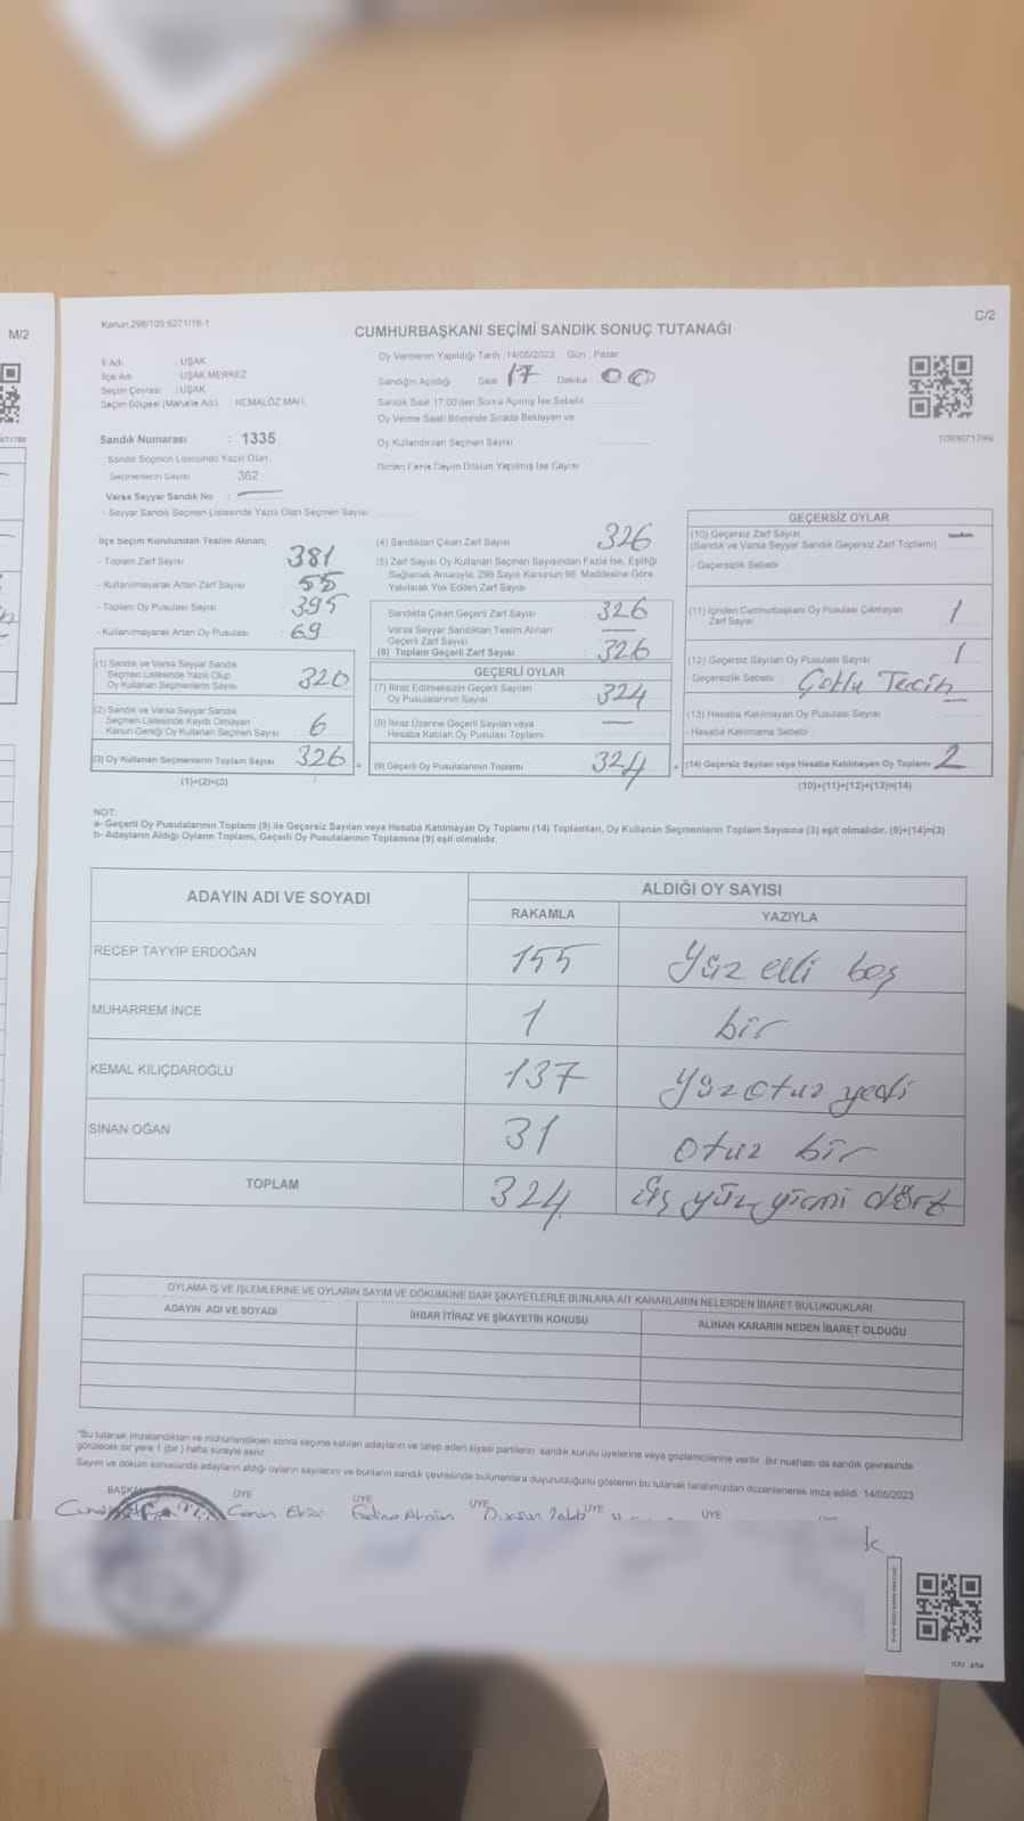 M/2
C/2
Kanun:298/105-6271/16-1
CUMHURBAŞKANI SEÇİMİ SANDIK SONUÇ TUTANAĞI
İl Adı : UŞAK
İlçe Adı : UŞAK MERKEZ
Seçim Çevresi : UŞAK
Seçim Bölgesi (Mahalle Adı) : KEMALÖZ MAH.
Sandık Numarası : 1335
Sandık Seçmen Listesinde Yazılı Olan
Seçmenlerin Sayısı 362
Varsa Seyyar Sandık No :
- Seyyar Sandık Seçmen Listesinde Yazılı Olan Seçmen Sayısı
Oy Vermenin Yapıldığı Tarih :14/05/2023 Gün : Pazar
Sandığın Açıldığı Saat 17 Dakika 00
Sandık Saat 17:00'den Sonra Açılmış İse Sebebi
Oy Verme Saati Bitiminde Sırada Bekleyen ve
Oy Kullandırılan Seçmen Sayısı
Birden Fazla Sayım Döküm Yapılmış İse Sayısı
İlçe Seçim Kurulundan Teslim Alınan;
- Toplam Zarf Sayısı 381
- Kullanılmayarak Artan Zarf Sayısı 55
- Toplam Oy Pusulası Sayısı 395
- Kullanılmayarak Artan Oy Pusulası 69
(1) Sandık ve Varsa Seyyar Sandık
Seçmen Listesinde Yazılı Olup
Oy Kullanan Seçmenlerin Sayısı 320
(2) Sandık ve Varsa Seyyar Sandık
Seçmen Listesinde Kaydı Olmayan
Kanun Gereği Oy Kullanan Seçmen Sayısı 6
(3) Oy Kullanan Seçmenlerin Toplam Sayısı 326
(1)+(2)=(3)
(4) Sandıktan Çıkan Zarf Sayısı 326
(5) Zarf Sayısı Oy Kullanan Seçmen Sayısından Fazla İse, Eşitliği
Sağlamak Amacıyla, 298 Sayılı Kanunun 98. Maddesine Göre
Yakılarak Yok Edilen Zarf Sayısı
Sandıkta Çıkan Geçerli Zarf Sayısı 326
Varsa Seyyar Sandıktan Teslim Alınan
Geçerli Zarf Sayısı
(6) Toplam Geçerli Zarf Sayısı 326
GEÇERLİ OYLAR
(7) İtiraz Edilmeksizin Geçerli Sayılan
Oy Pusulalarının Sayısı 324
(8) İtiraz Üzerine Geçerli Sayılan veya
Hesaba Katılan Oy Pusulası Toplamı
(9) Geçerli Oy Pusulalarının Toplamı 324
GEÇERSİZ OYLAR
(10) Geçersiz Zarf Sayısı
(Sandık ve Varsa Seyyar Sandık Geçersiz Zarf Toplamı)
- Geçersizlik Sebebi
(11) İçinden Cumhurbaşkanı Oy Pusulası Çıkmayan
Zarf Sayısı 1
(12) Geçersiz Sayılan Oy Pusulası Sayısı 1
Geçersizlik Sebebi Çoklu Tercih
(13) Hesaba Katılmayan Oy Pusulası Sayısı
- Hesaba Katılmama Sebebi
(14) Geçersiz Sayılan veya Hesaba Katılmayan Oy Toplamı 2
(10)+(11)+(12)+(13)=(14)
NOT:
a- Geçerli Oy Pusulalarının Toplamı (9) ile Geçersiz Sayılan veya Hesaba Katılmayan Oy Toplamı (14) Toplamları, Oy Kullanan Seçmenlerin Toplam Sayısına (3) eşit olmalıdır. (9)+(14)=(3)
b- Adayların Aldığı Oyların Toplamı, Geçerli Oy Pusulalarının Toplamına (9) eşit olmalıdır.
ADAYIN ADI VE SOYADI
ALDIĞI OY SAYISI
RAKAMLA YAZIYLA
RECEP TAYYİP ERDOĞAN 155 Yüz elli beş
MUHARREM İNCE 1 bir
KEMAL KILIÇDAROĞLU 137 Yüzotuz yedi
SİNAN OĞAN 31 otuz bir
TOPLAM 324 üç yüz yirmi dört
OYLAMA İŞ VE İŞLEMLERİNE VE OYLARIN SAYIM VE DÖKÜMÜNE DAİR ŞİKAYETLERLE BUNLARA AİT KARARLARIN NELERDEN İBARET BULUNDUKLARI
ADAYIN ADI VE SOYADI İHBAR İTİRAZ VE ŞİKAYETİN KONUSU ALINAN KARARIN NEDEN İBARET OLDUĞU
"Bu tutanak imzalandıktan ve mühürlendikten sonra seçime katılan adayların ve talep eden siyasi partilerin sandık kurulu üyelerine veya gözlemcilerine verilir. Bir nüshası da sandık çevresinde
görülecek bir yere 1 (bir) hafta süreyle asılır.
Sayım ve döküm sonucunda adayların aldığı oyların sayılarını ve bunların sandık çevresinde bulunanlara duyurulduğunu gösteren bu tutanak tarafımızdan düzenlenerek imza edildi. 14/05/2023
BAŞKAN ÜYE ÜYE ÜYE ÜYE ÜYE